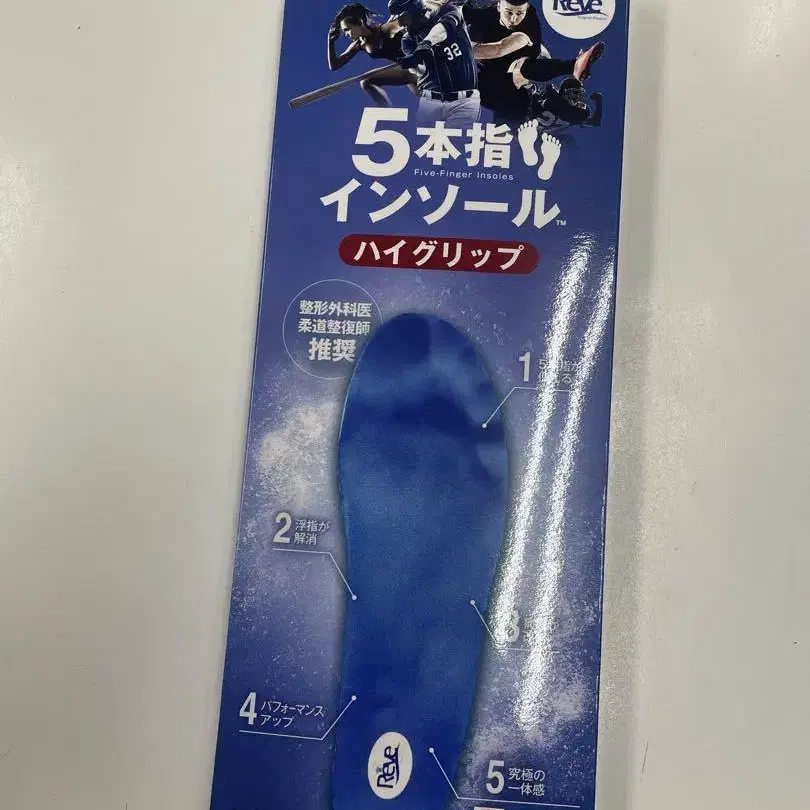 Reve
32
5本指
Five-Finger Insoles
インソール™
ハイグリップ
整形外科医
柔道整復師
推奨
1
2 浮指が
解消
3
4 パフォーマンス
アップ
5 究極の
一体感
Reve